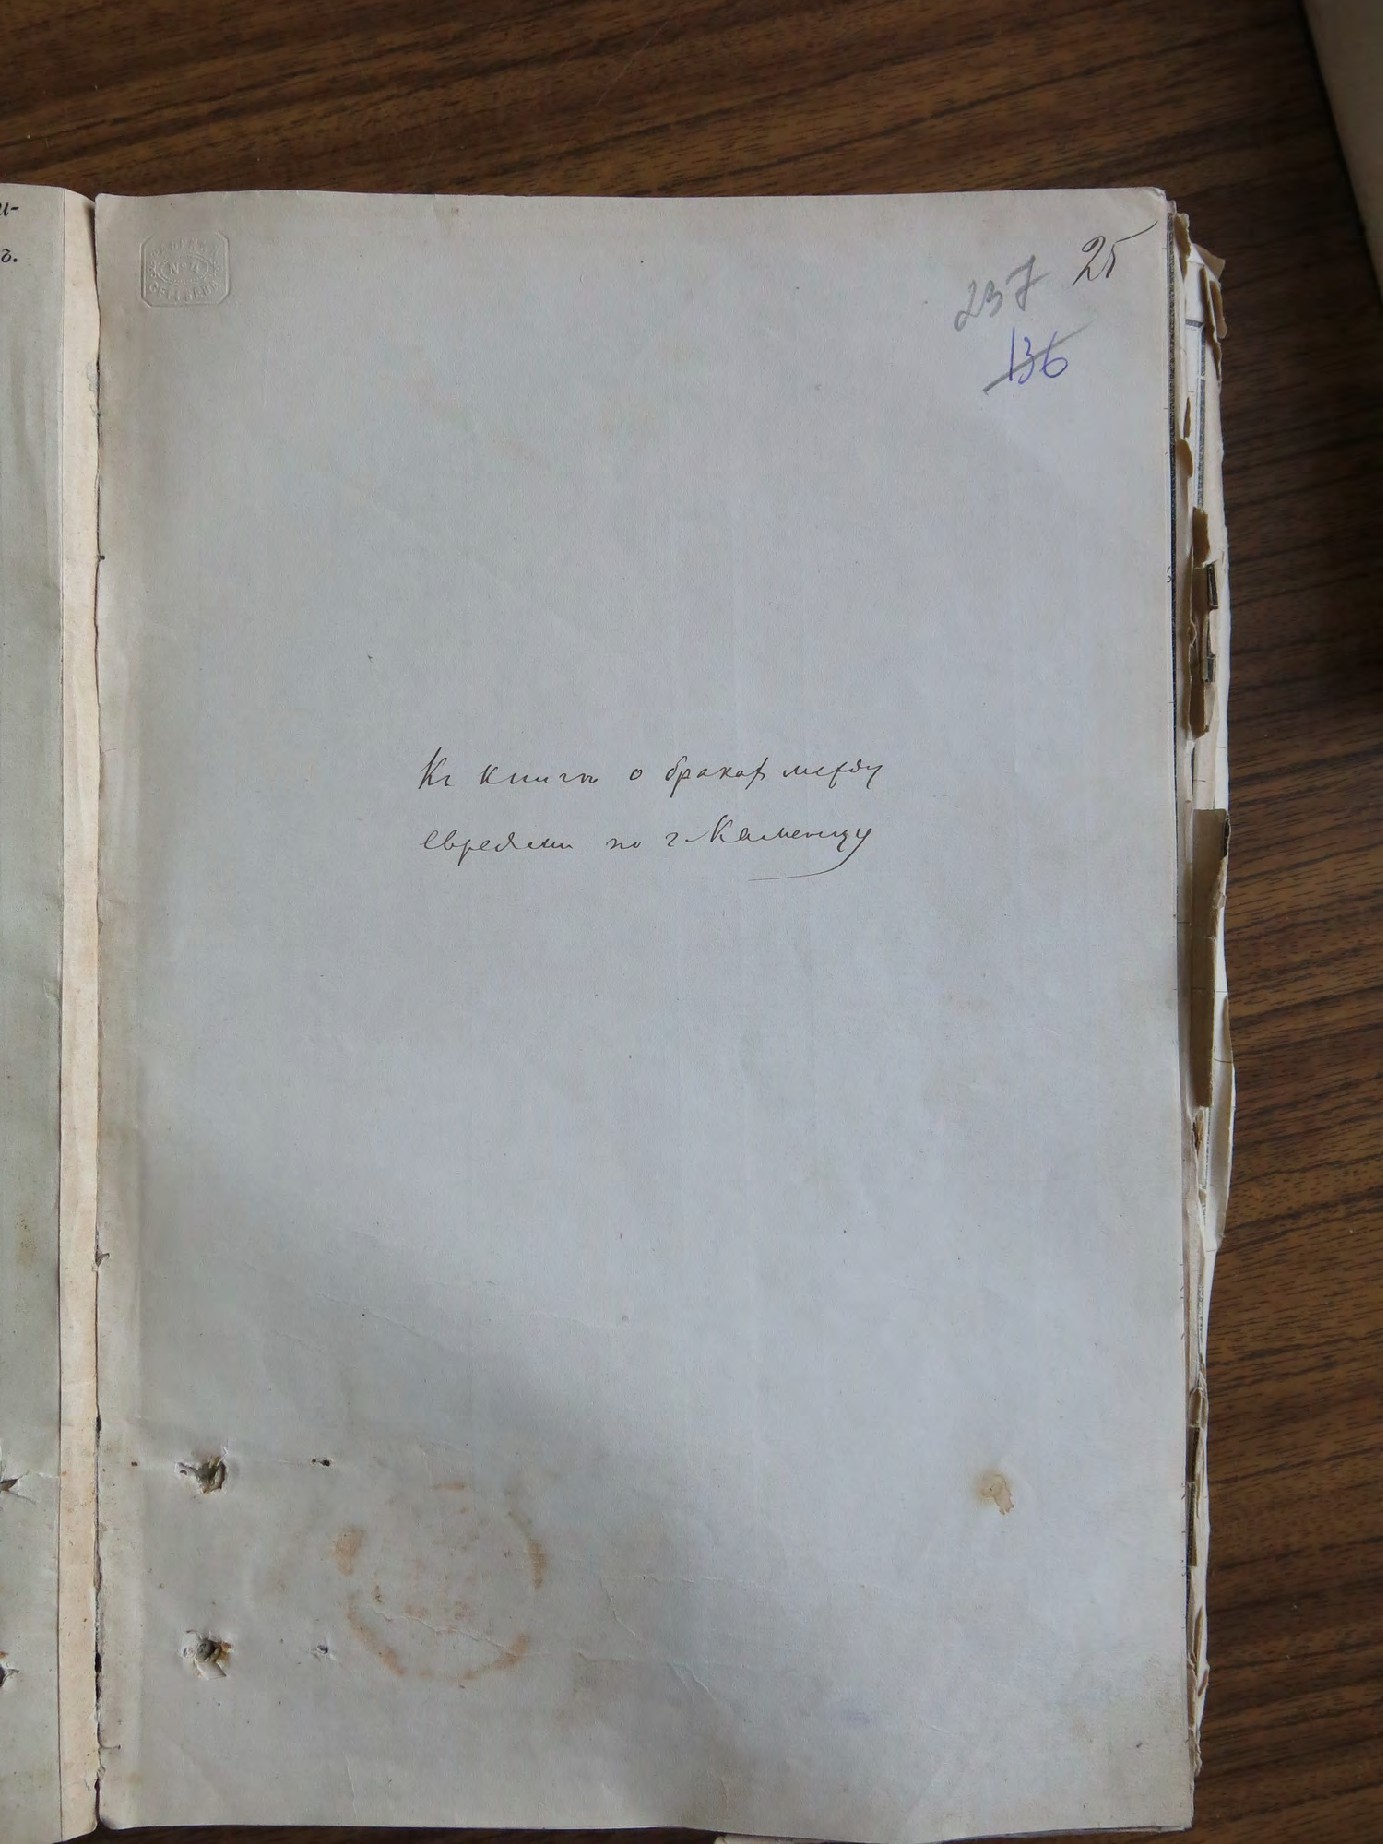 25
237
136
Къ книгѣ о бракахъ между
евреями по г. Каменцу